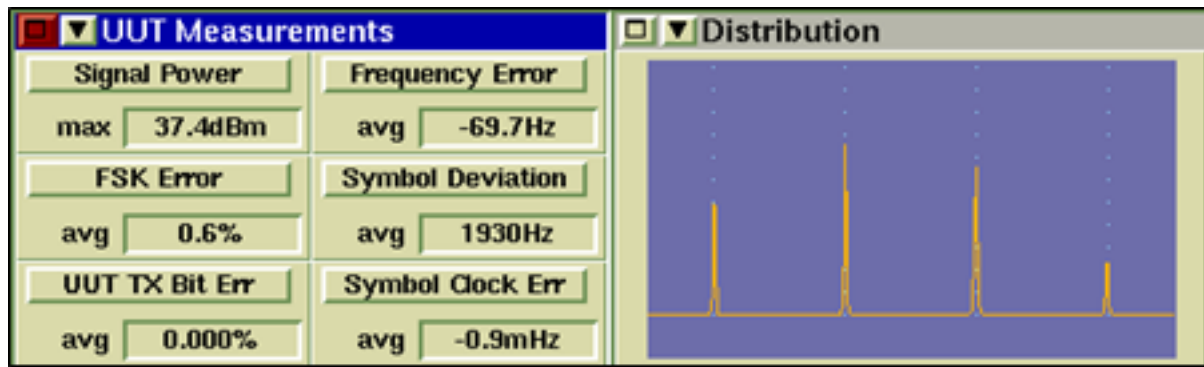 UUT Measurements
Distribution
Signal Power
Frequency Error
max 37.4dBm
avg -69.7Hz
FSK Error
Symbol Deviation
avg 0.6%
avg 1930Hz
UUT TX Bit Err
Symbol Clock Err
avg 0.000%
avg -0.9mHz